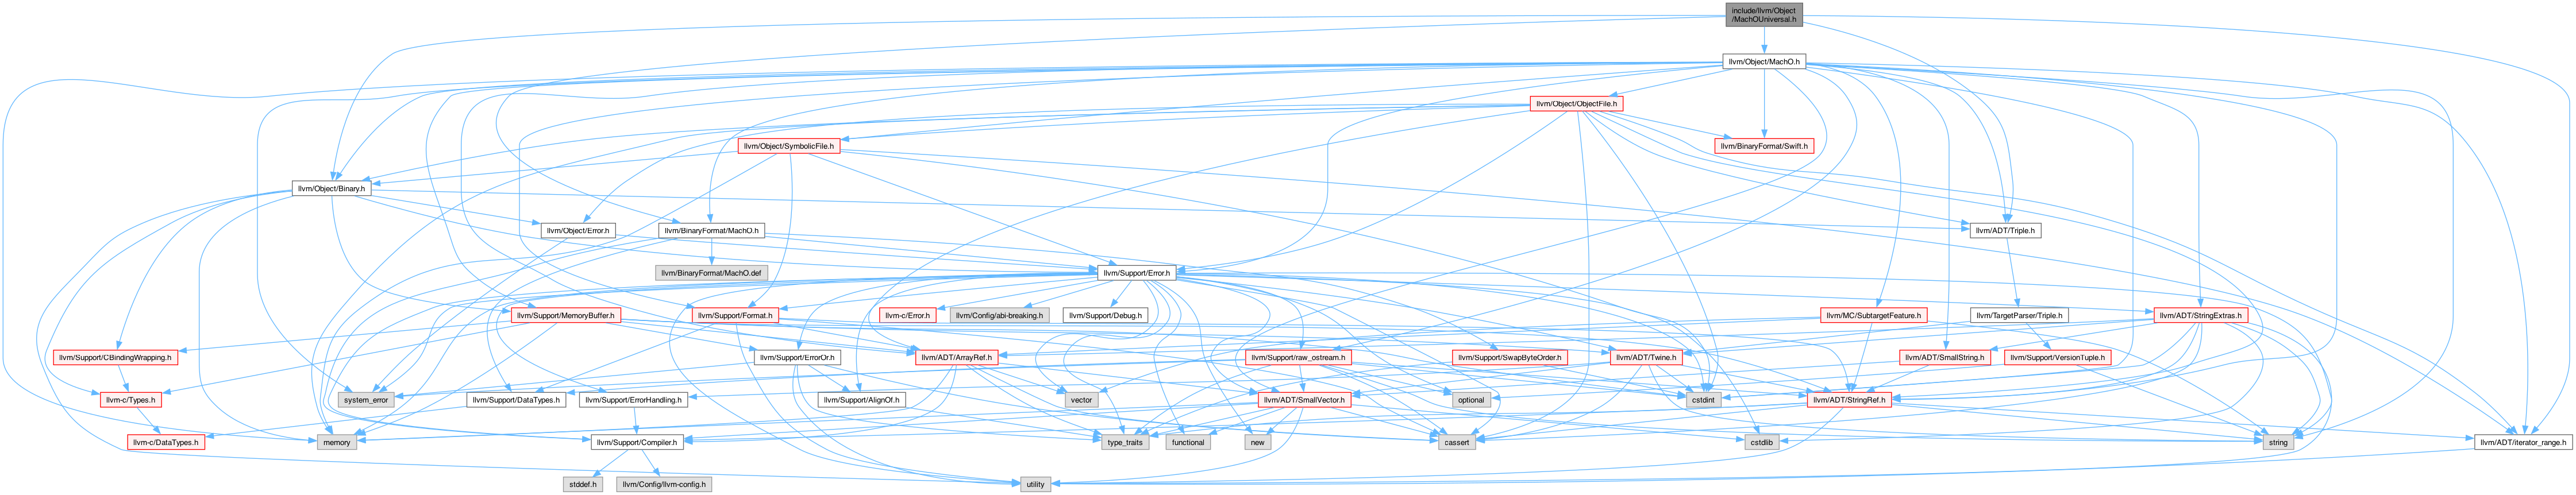 include/llvm/Object
/MachOUniversal.h
llvm/Object/MachO.h
llvm/Object/ObjectFile.h
llvm/Object/SymbolicFile.h
llvm/BinaryFormat/Swift.h
llvm/Object/Binary.h
llvm/Object/Error.h
llvm/BinaryFormat/MachO.h
llvm/ADT/Triple.h
llvm/BinaryFormat/MachO.def
llvm/Support/Error.h
llvm/Support/MemoryBuffer.h
llvm/Support/Format.h
llvm-c/Error.h
llvm/Config/abi-breaking.h
llvm/Support/Debug.h
llvm/MC/SubtargetFeature.h
llvm/TargetParser/Triple.h
llvm/ADT/StringExtras.h
llvm/Support/CBindingWrapping.h
llvm/Support/ErrorOr.h
llvm/ADT/ArrayRef.h
llvm/Support/raw_ostream.h
llvm/Support/SwapByteOrder.h
llvm/ADT/Twine.h
llvm/ADT/SmallString.h
llvm/Support/VersionTuple.h
llvm-c/Types.h
system_error
llvm/Support/DataTypes.h
llvm/Support/ErrorHandling.h
llvm/Support/AlignOf.h
vector
llvm/ADT/SmallVector.h
optional
cstdint
llvm/ADT/StringRef.h
llvm-c/DataTypes.h
memory
llvm/Support/Compiler.h
type_traits
functional
new
cassert
cstdlib
string
llvm/ADT/iterator_range.h
stddef.h
llvm/Config/llvm-config.h
utility